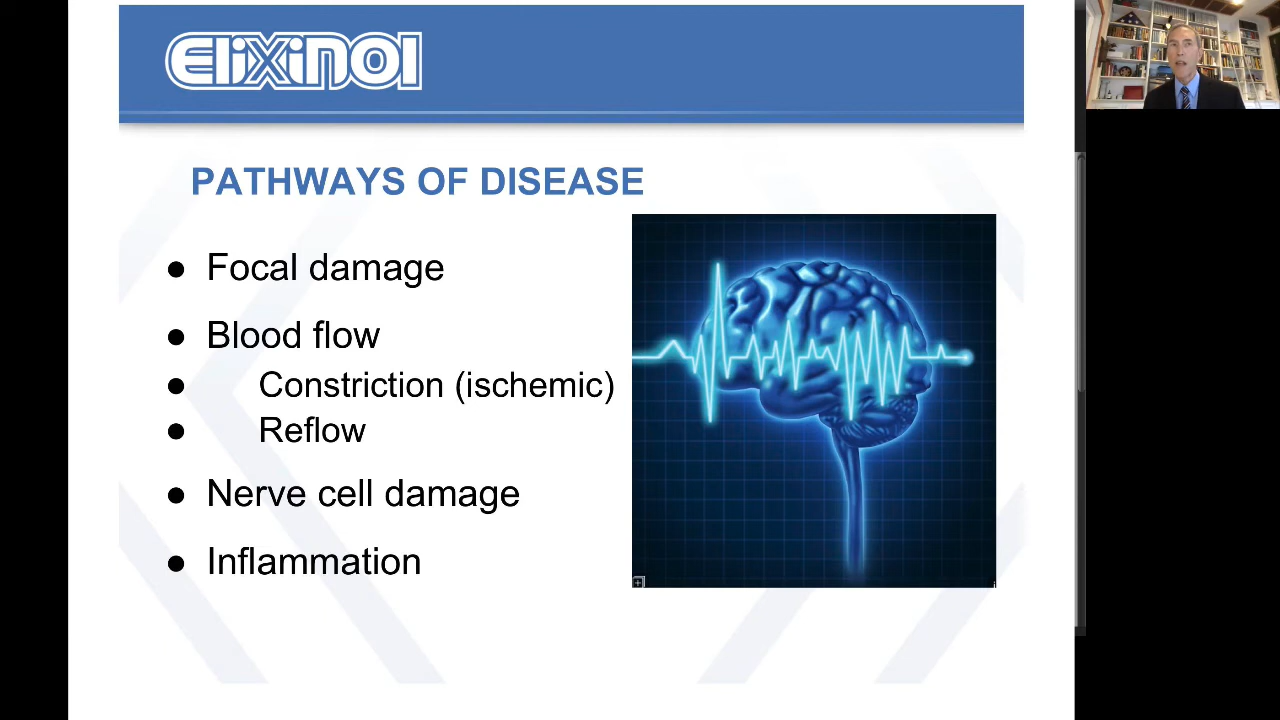 Elixinol
PATHWAYS OF DISEASE
● Focal damage
● Blood flow
● Constriction (ischemic)
● Reflow
● Nerve cell damage
● Inflammation